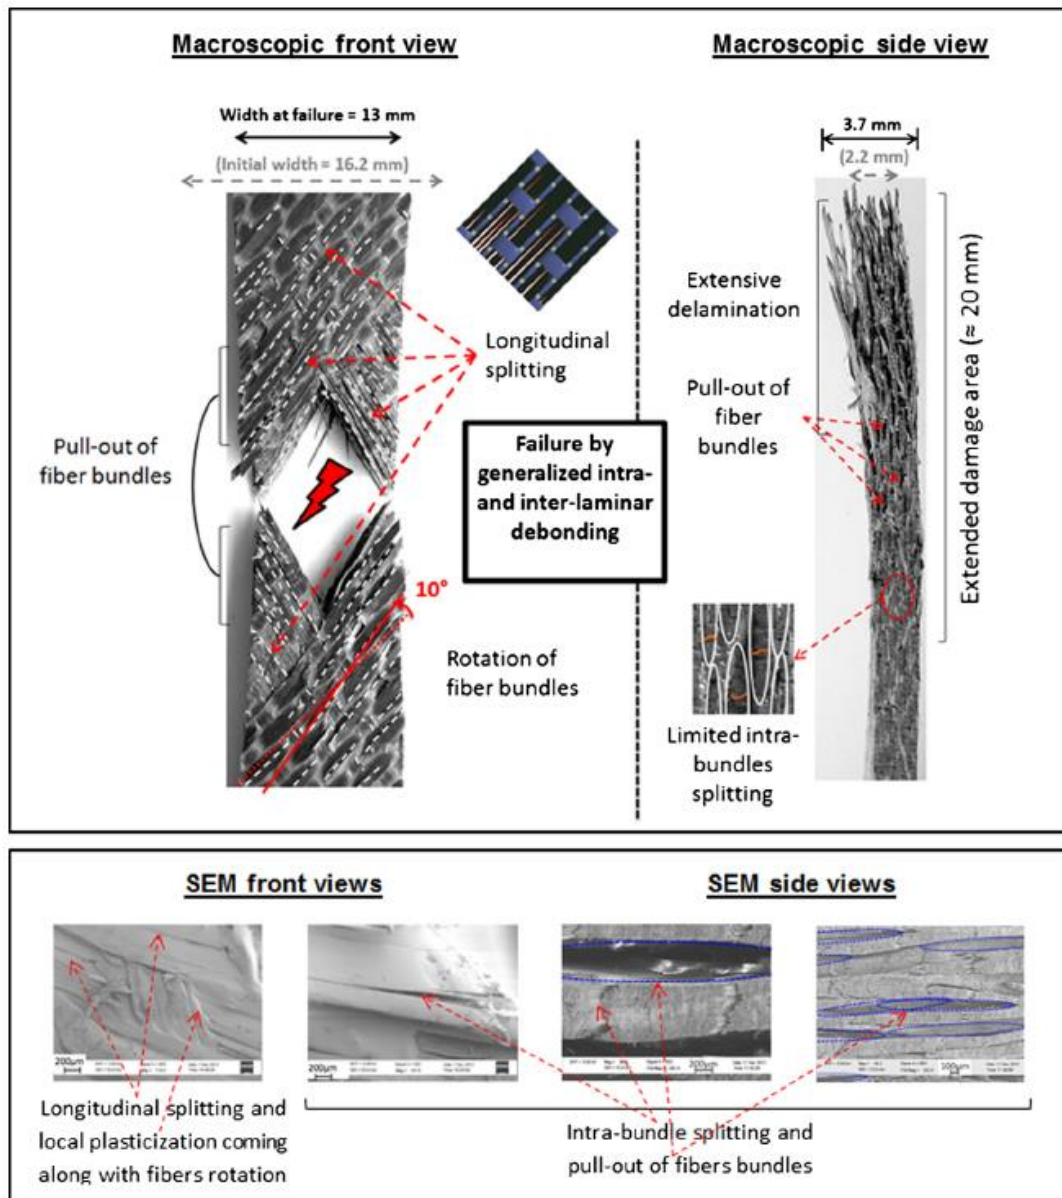 Macroscopic front view
Macroscopic side view
Width at failure = 13 mm
(Initial width = 16.2 mm)
3.7 mm
(2.2 mm)
Longitudinal
splitting
Pull-out of
fiber bundles
Failure by
generalized intra-
and inter-laminar
debonding
10°
Rotation of
fiber bundles
Extensive
delamination
Pull-out of
fiber
bundles
Extended damage area (≈ 20 mm)
Limited intra-
bundles
splitting
SEM front views
SEM side views
200µm
200µm
200µm
100µm
Longitudinal splitting and
local plasticization coming
along with fibers rotation
Intra-bundle splitting and
pull-out of fibers bundles